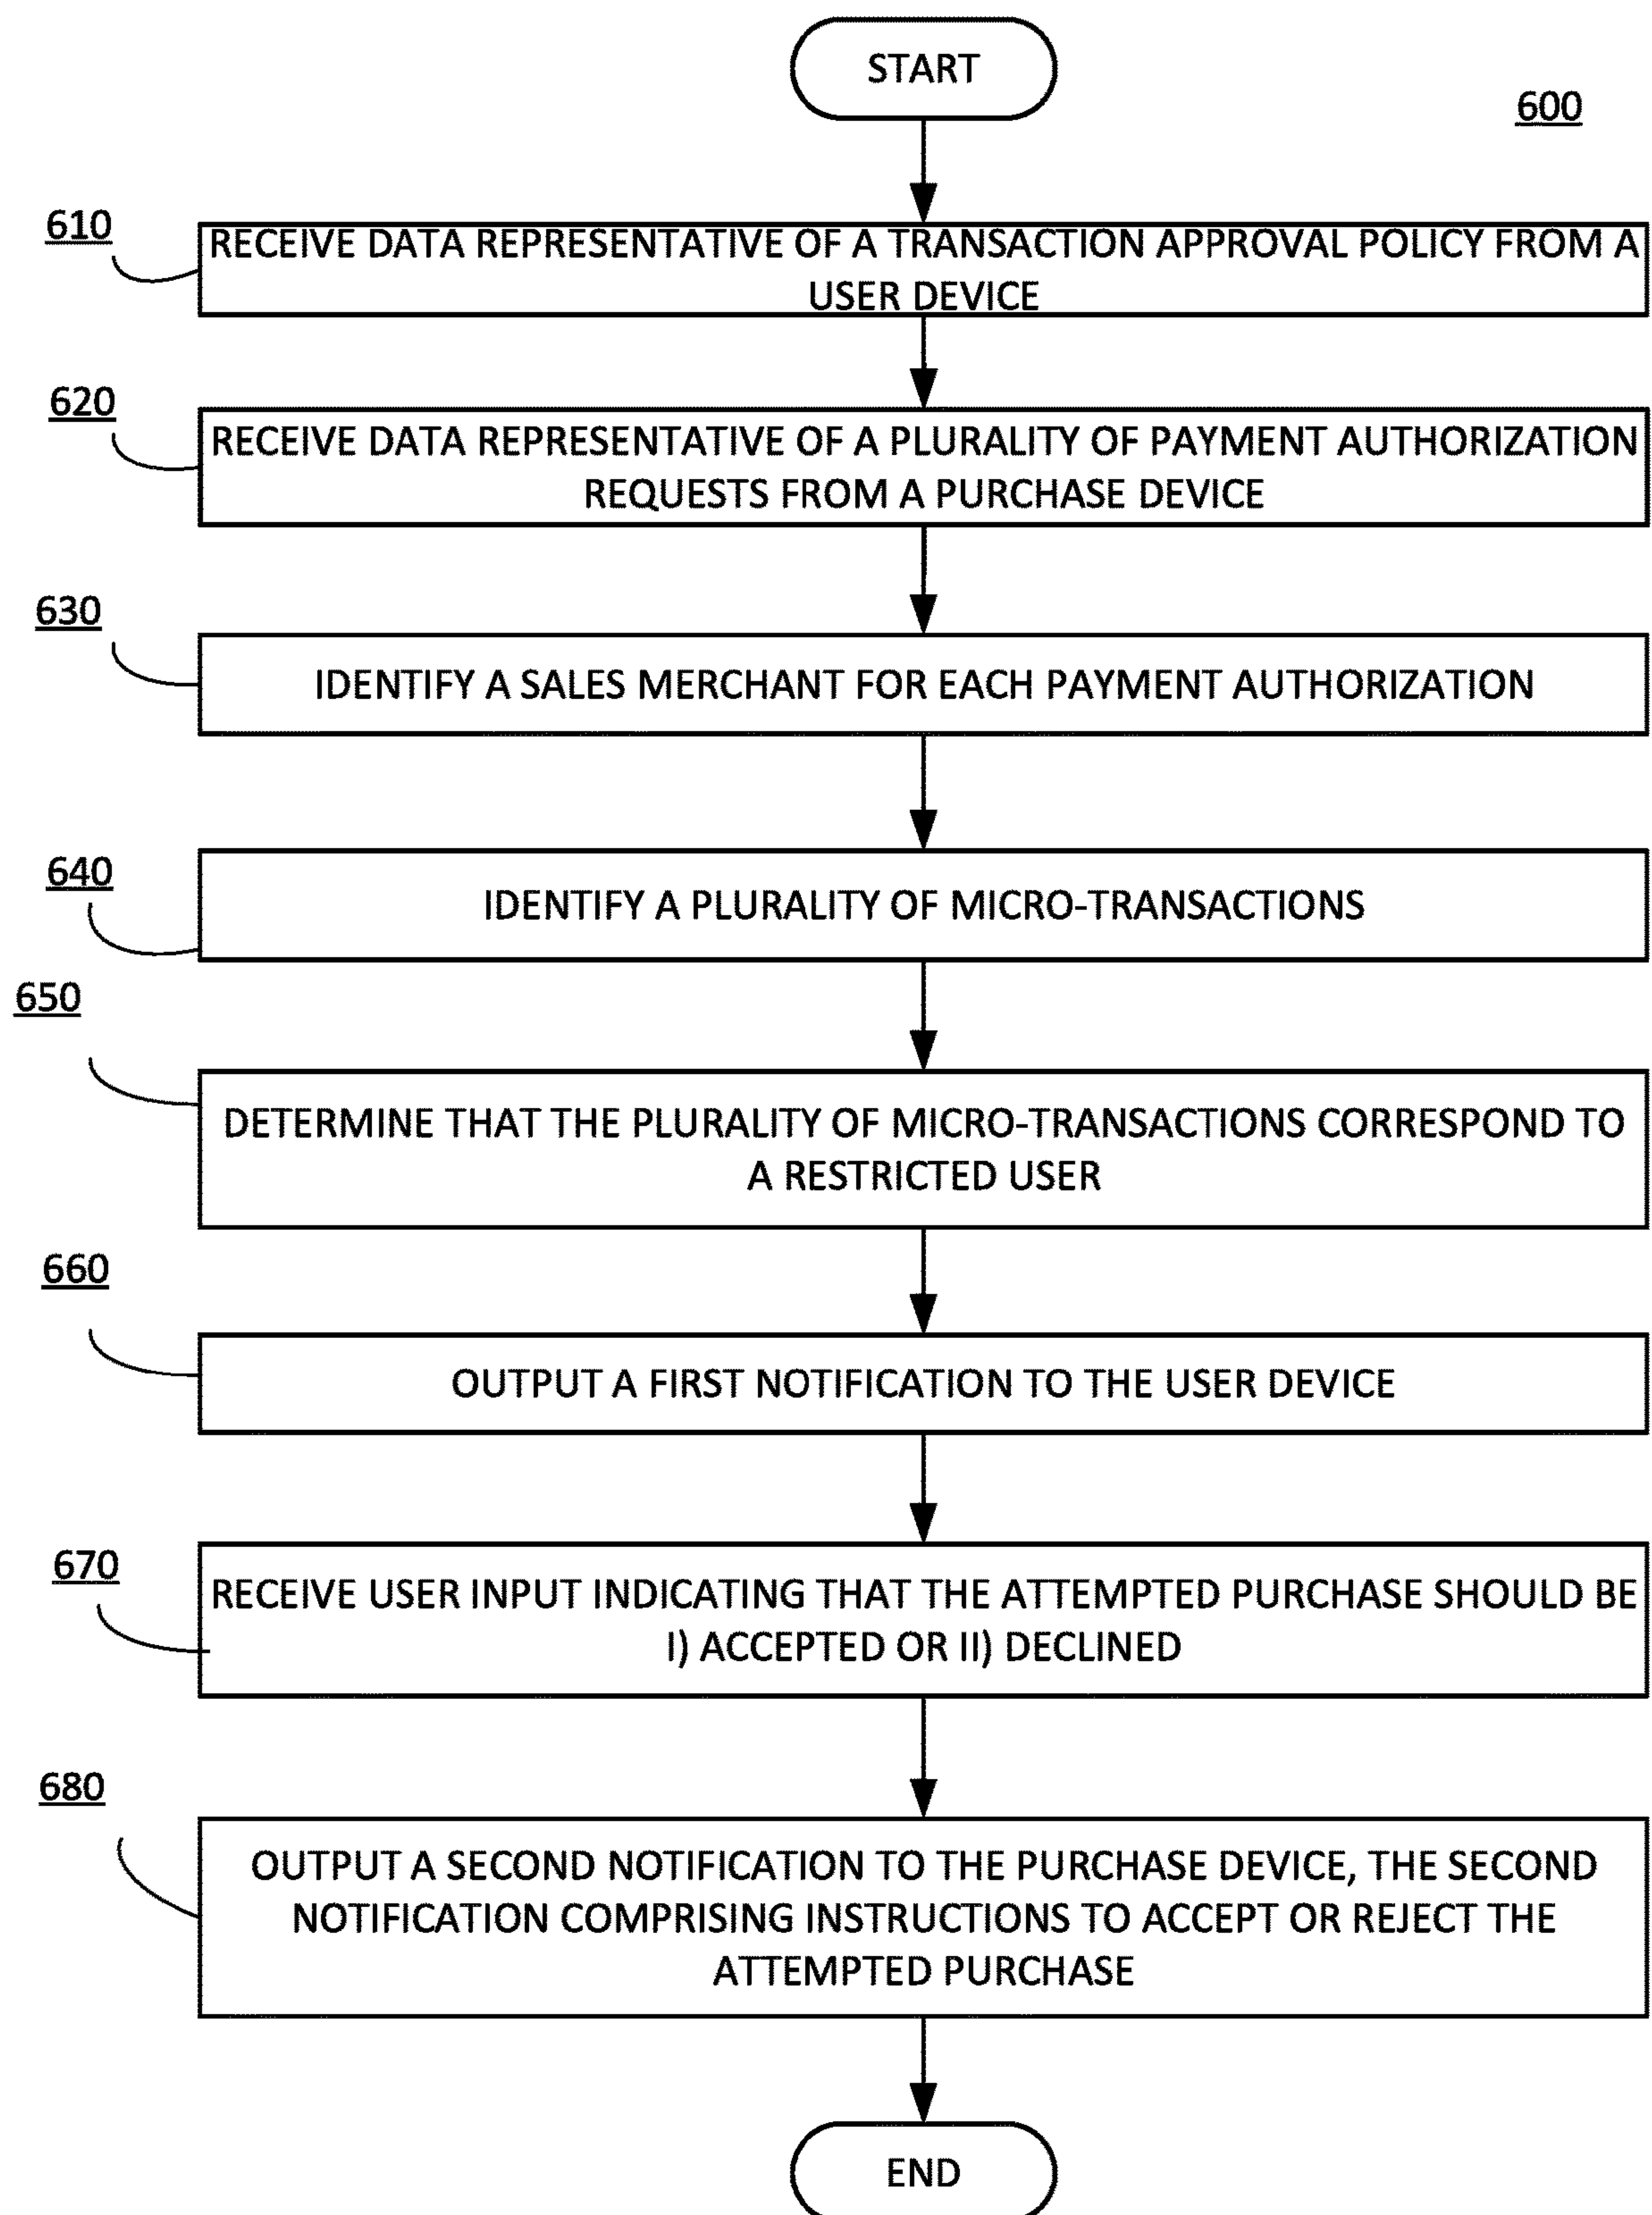 START
600
610
RECEIVE DATA REPRESENTATIVE OF A TRANSACTION APPROVAL POLICY FROM A
USER DEVICE
620
RECEIVE DATA REPRESENTATIVE OF A PLURALITY OF PAYMENT AUTHORIZATION
REQUESTS FROM A PURCHASE DEVICE
630
IDENTIFY A SALES MERCHANT FOR EACH PAYMENT AUTHORIZATION
640
IDENTIFY A PLURALITY OF MICRO-TRANSACTIONS
650
DETERMINE THAT THE PLURALITY OF MICRO-TRANSACTIONS CORRESPOND TO
A RESTRICTED USER
660
OUTPUT A FIRST NOTIFICATION TO THE USER DEVICE
670
RECEIVE USER INPUT INDICATING THAT THE ATTEMPTED PURCHASE SHOULD BE
I) ACCEPTED OR II) DECLINED
680
OUTPUT A SECOND NOTIFICATION TO THE PURCHASE DEVICE, THE SECOND
NOTIFICATION COMPRISING INSTRUCTIONS TO ACCEPT OR REJECT THE
ATTEMPTED PURCHASE
END